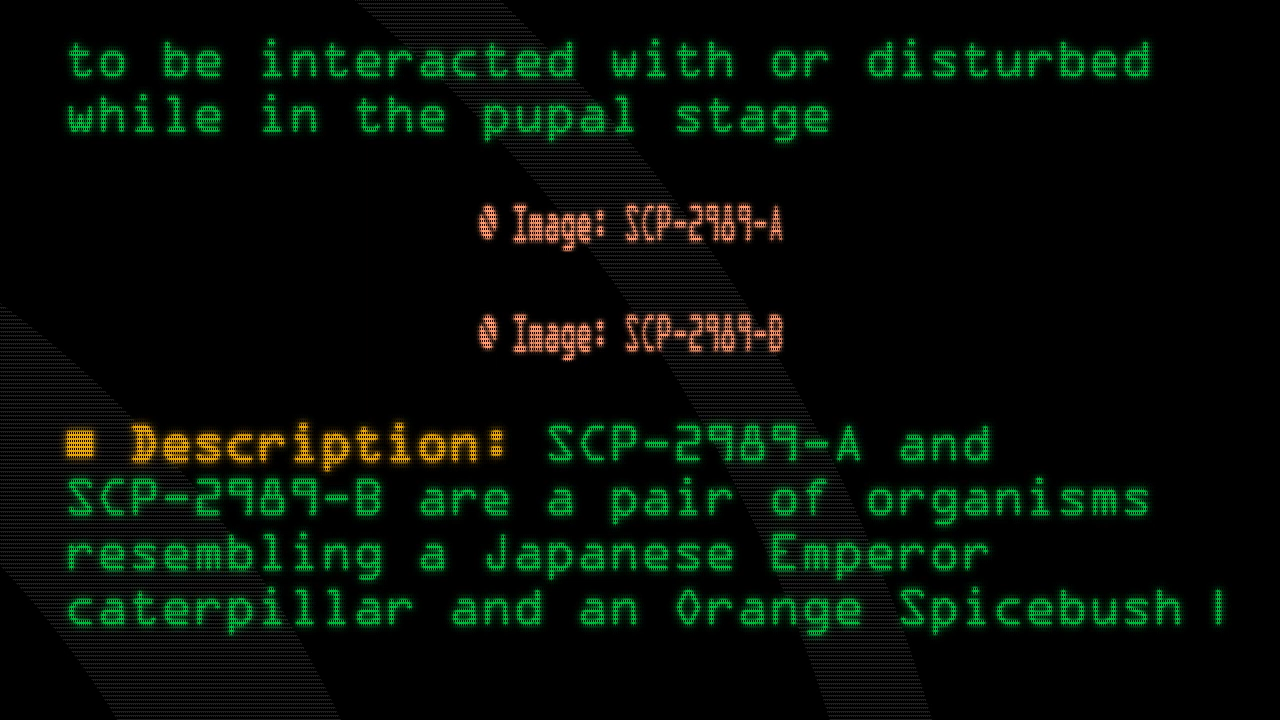 to be interacted with or disturbed
while in the pupal stage
@ Image: SCP-2989-A
@ Image: SCP-2989-B
■ Description: SCP-2989-A and
SCP-2989-B are a pair of organisms
resembling a Japanese Emperor
caterpillar and an Orange Spicebush |